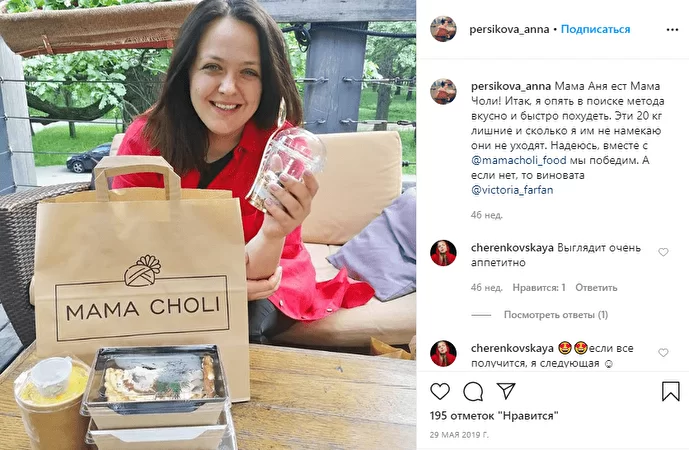 MAMA CHOLI
persikova_anna • Подписаться
persikova_anna Мама Аня ест Мама
Чоли! Итак, я опять в поиске метода
вкусно и быстро похудеть. Эти 20 кг
лишние и сколько я им не намекаю
они не уходят. Надеюсь, вместе с
@mamacholi_food мы победим. А
если нет, то виновата
@victoria_farfan
46 нед.
cherenkovskaya Выглядит очень
аппетитно
46 нед. Нравится: 1 Ответить
Посмотреть ответы (1)
cherenkovskaya 🤩🤩если все
получится, я следующая ☺
195 отметок "Нравится"
29 МАЯ 2019 Г.